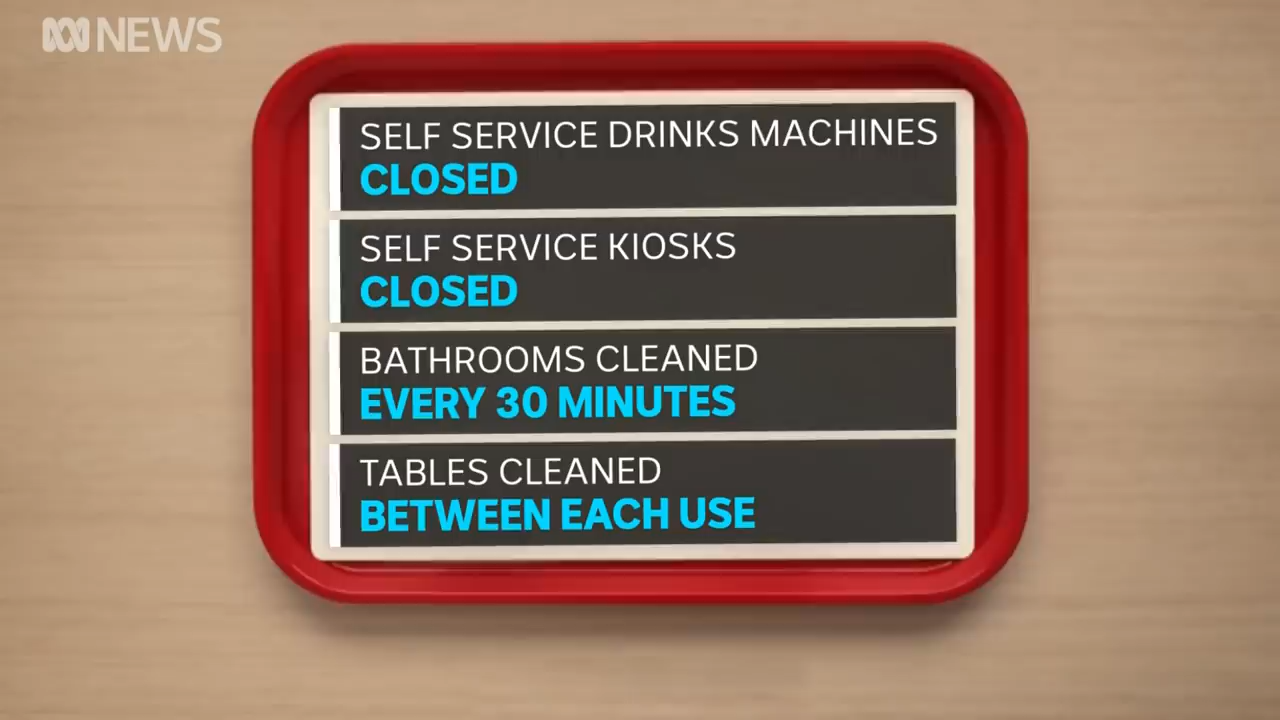 NEWS
SELF SERVICE DRINKS MACHINES
CLOSED
SELF SERVICE KIOSKS
CLOSED
BATHROOMS CLEANED
EVERY 30 MINUTES
TABLES CLEANED
BETWEEN EACH USE